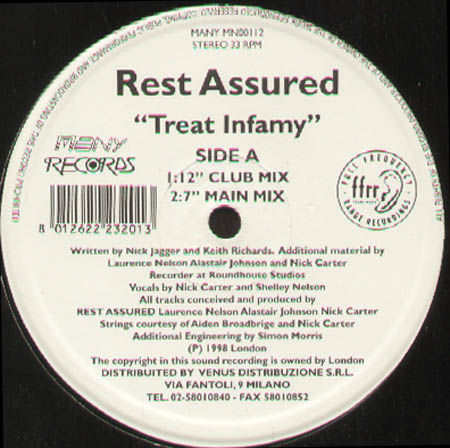 MANY MN00112
STEREO 33 RPM
Rest Assured
"Treat Infamy"
MANY
RECORDS
SIDE A
1:12" CLUB MIX
2:7" MAIN MIX
FULL FREQUENCY
ffrr
RANGE RECORDINGS
8 012622 232013
Written by Nick Jagger and Keith Richards. Additional material by
Laurence Nelson Alastair Johnson and Nick Carter
Recorder at Roundhouse Studios
Vocals by Nick Carter and Shelley Nelson
All tracks conceived and produced by
REST ASSURED Laurence Nelson Alastair Johnson Nick Carter
Strings courtesy of Aiden Broadbrige and Nick Carter
Additional Engineering by Simon Morris
(P) 1998 London
The copyright in this sound recording is owned by London
DISTRIBUITED BY VENUS DISTRIBUZIONE S.R.L.
VIA FANTOLI, 9 MILANO
TEL. 02-58010840 - FAX 58010852